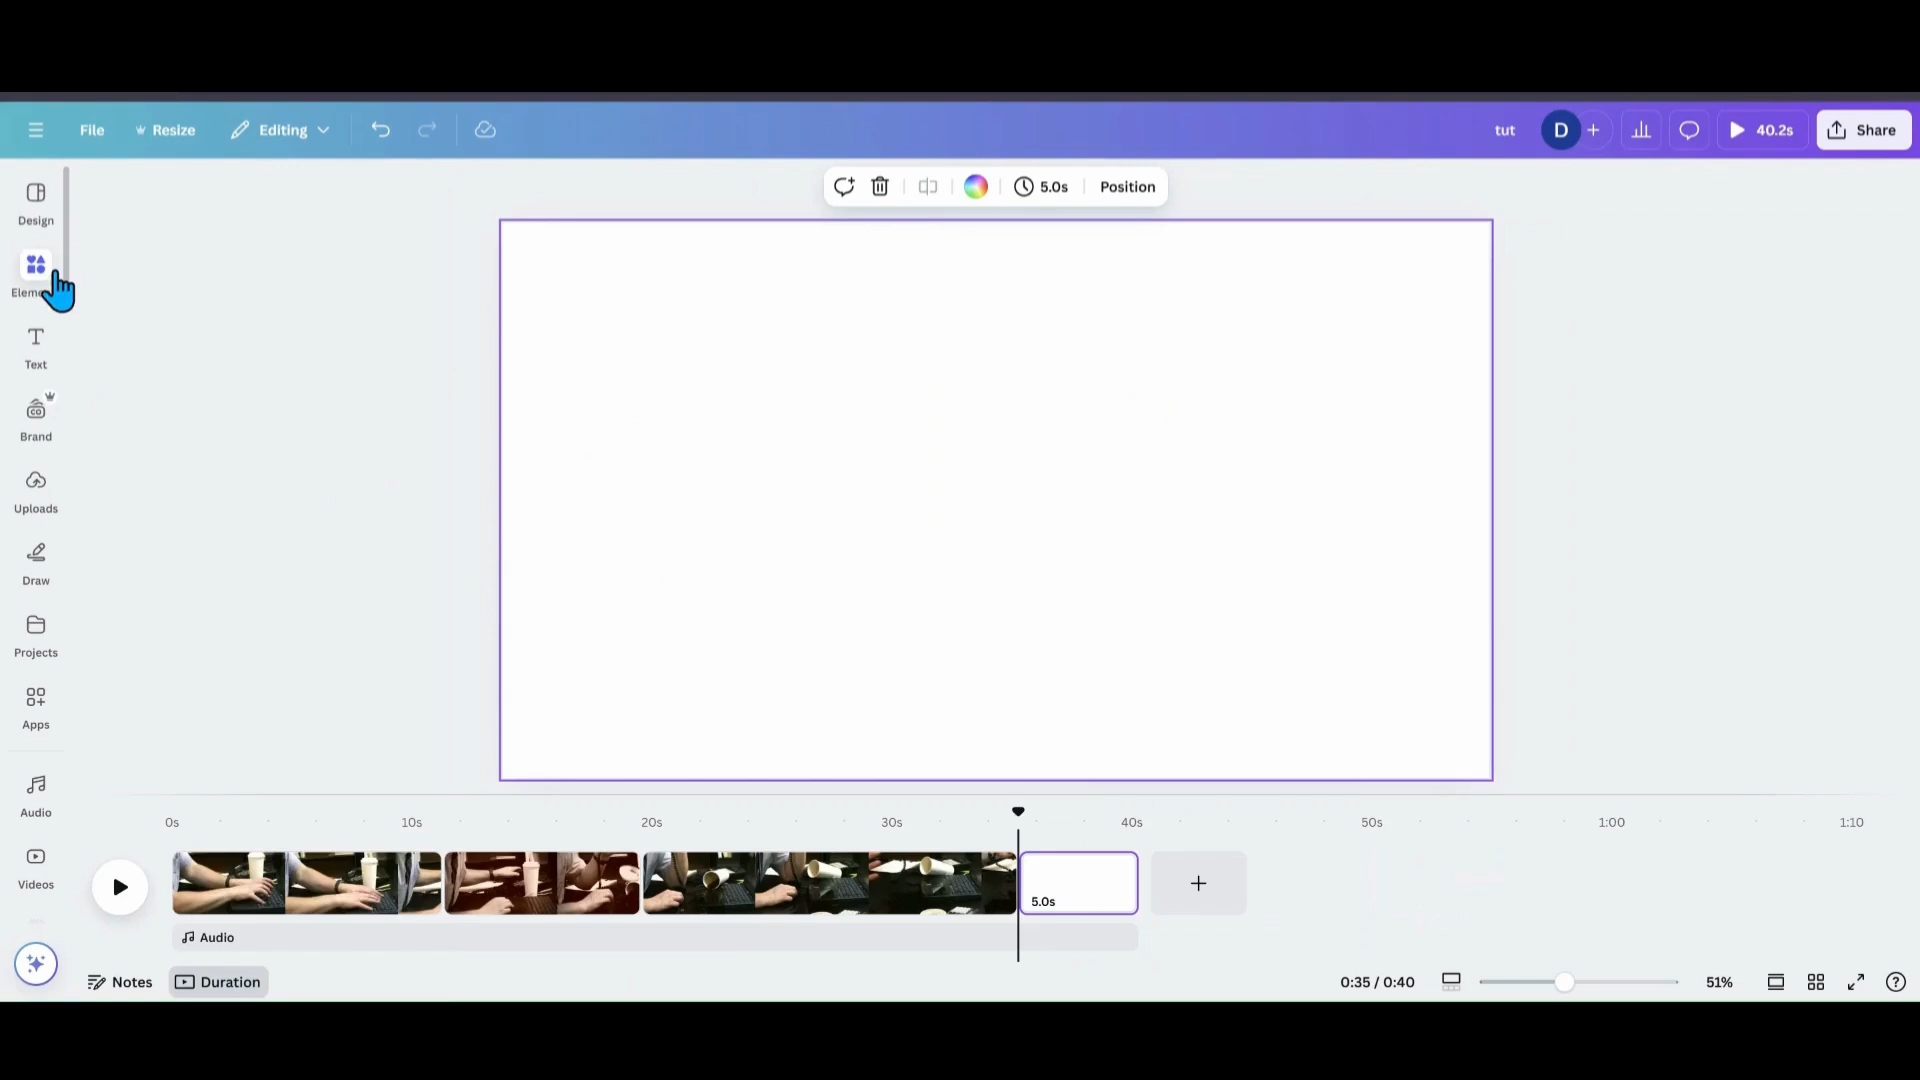 File
Resize
Editing
tut
D
+
40.2s
Share
5.0s
Position
Design
Text
CO
Brand
Uploads
Draw
Projects
Apps
Audio
Videos
0s
10s
20s
30s
40s
50s
1:00
1:10
5.0s
+
Audio
Notes
Duration
0:35 / 0:40
51%
?